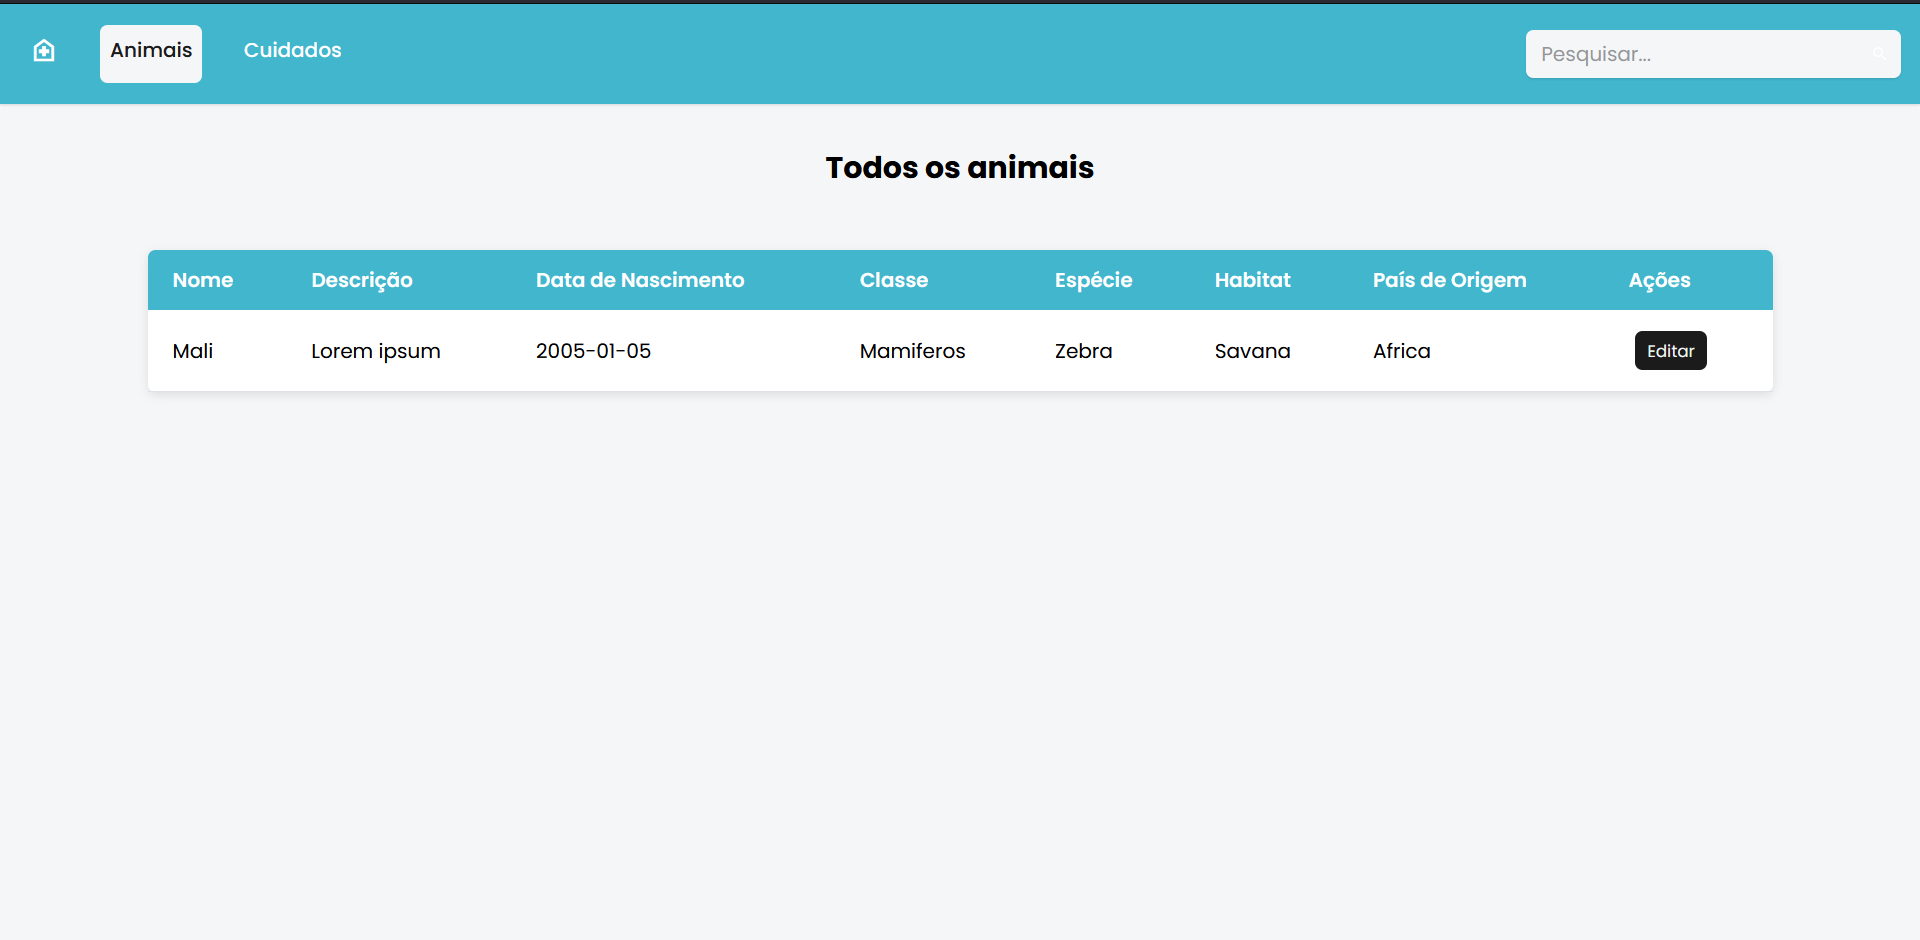 Animais Cuidados Pesquisar...
Todos os animais
Nome Descrição Data de Nascimento Classe Espécie Habitat País de Origem Ações
Mali Lorem ipsum 2005-01-05 Mamiferos Zebra Savana Africa Editar